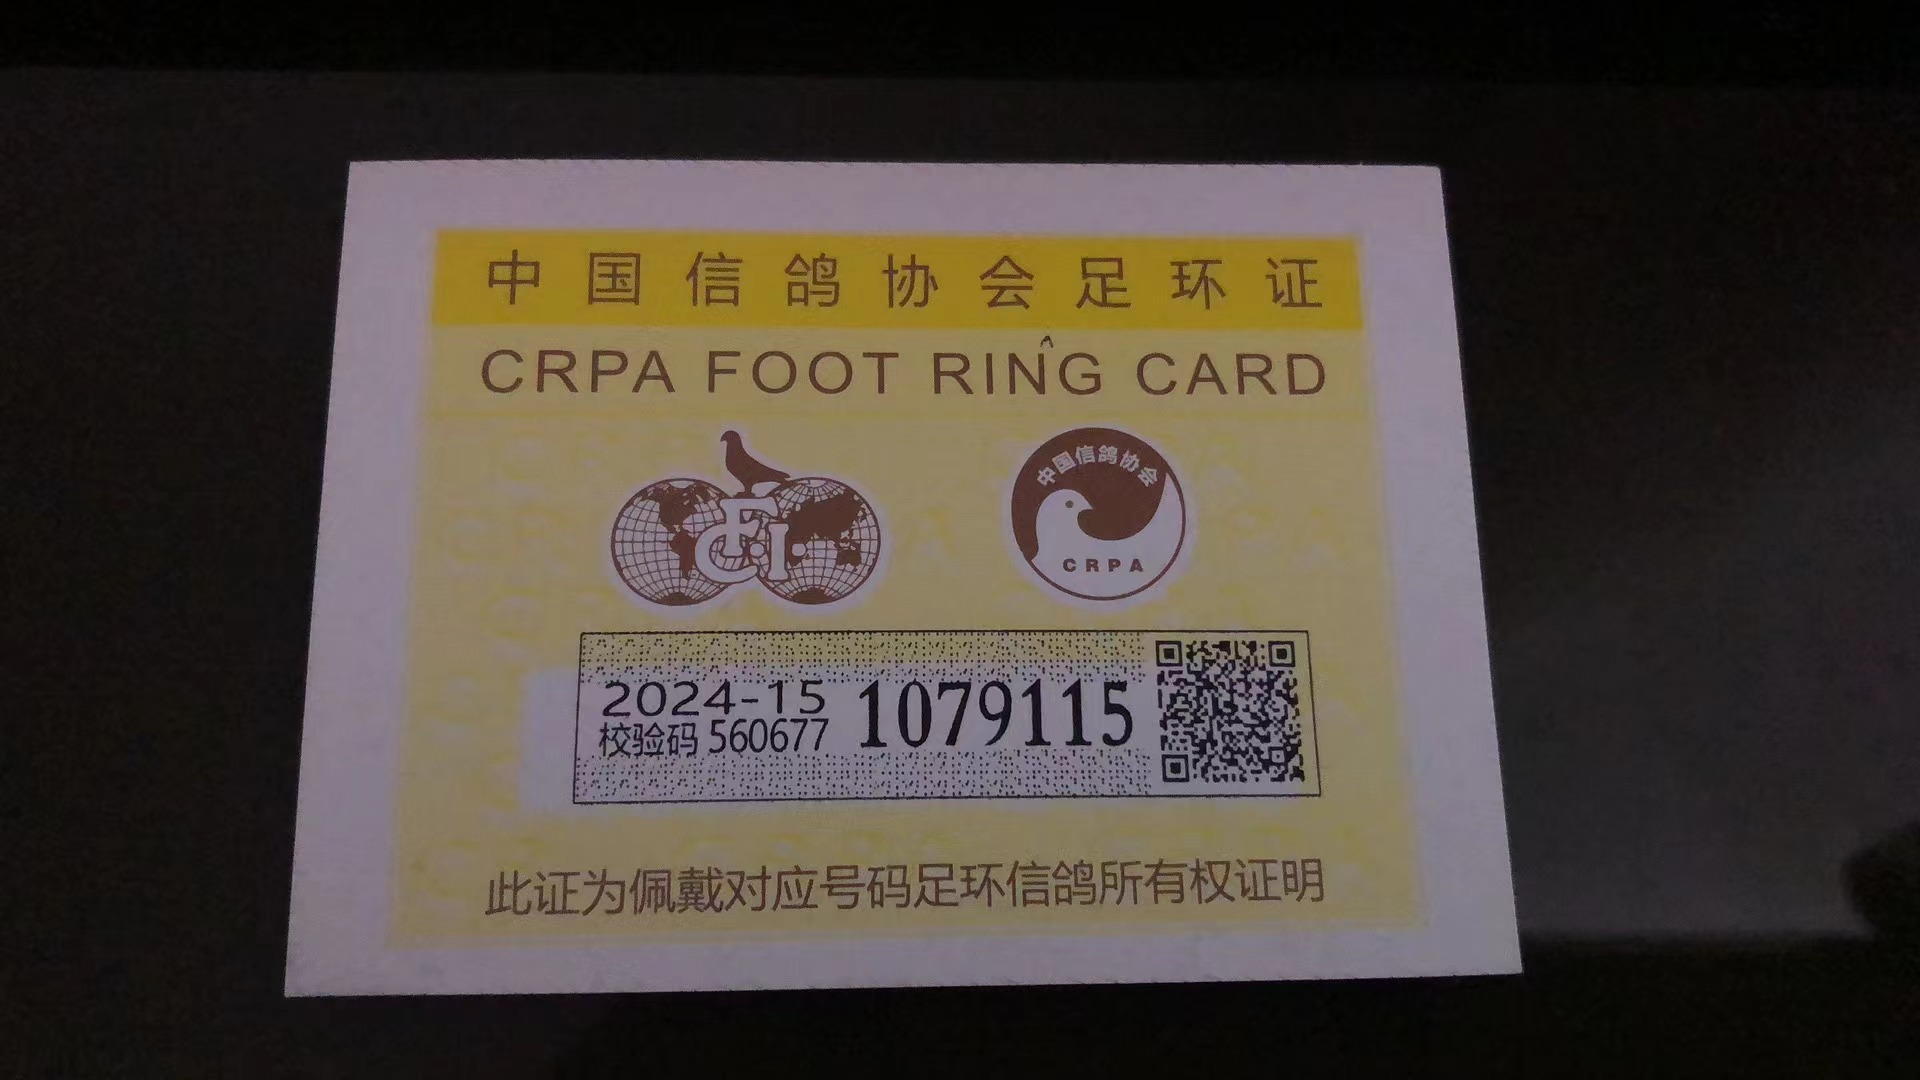 中国信鸽协会足环证
CRPA FOOT RING CARD
FCI
中国信鸽协会
CRPA
2024-15
校验码 560677
1079115
此证为佩戴对应号码足环信鸽所有权证明